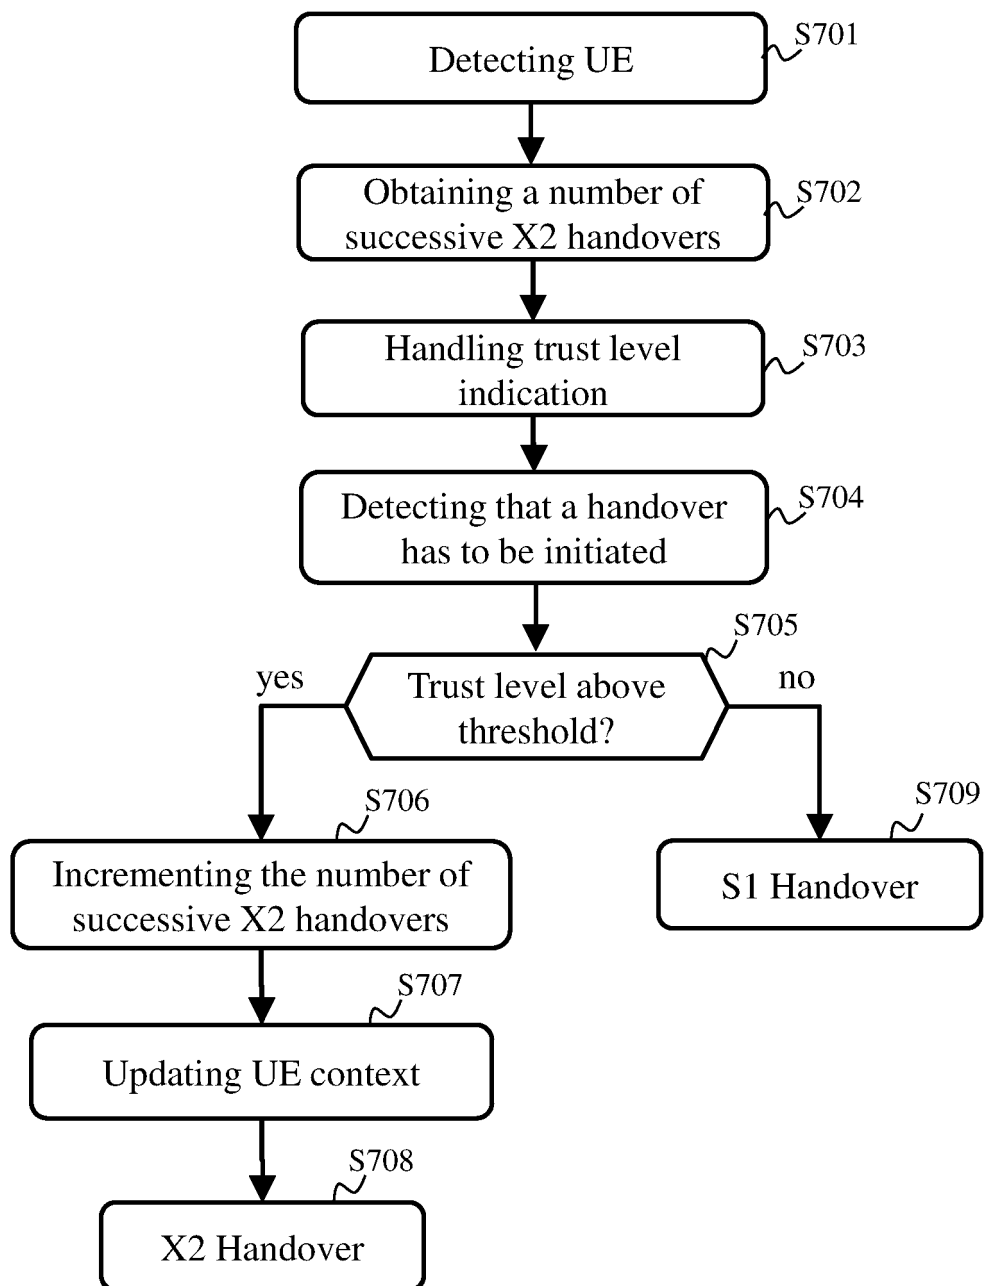 S701
Detecting UE
S702
Obtaining a number of
successive X2 handovers
S703
Handling trust level
indication
S704
Detecting that a handover
has to be initiated
S705
yes
Trust level above
threshold?
no
S706
Incrementing the number of
successive X2 handovers
S709
S1 Handover
S707
Updating UE context
S708
X2 Handover